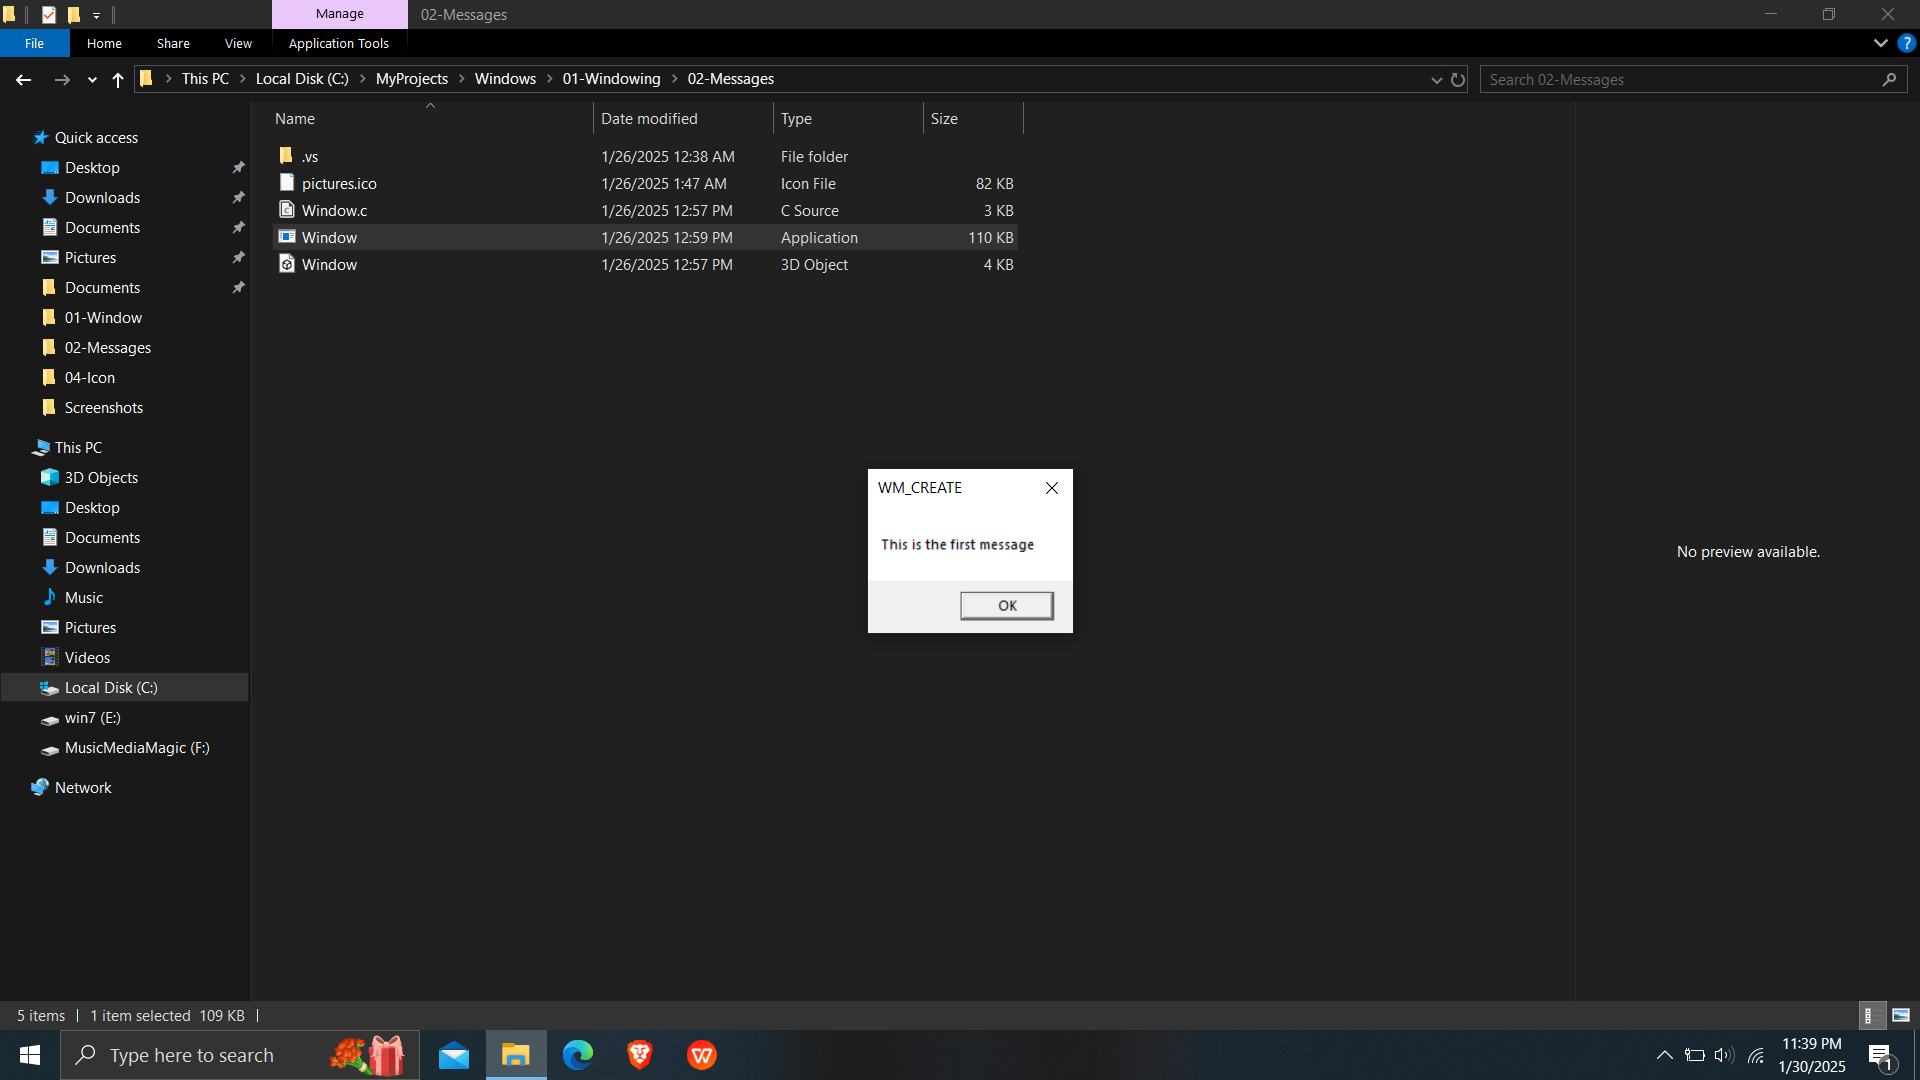 Manage
02-Messages
File
Home
Share
View
Application Tools
?
This PC
Local Disk (C:)
MyProjects
Windows
01-Windowing
02-Messages
Search 02-Messages
Name
Date modified
Type
Size
.vs
1/26/2025 12:38 AM
File folder
pictures.ico
1/26/2025 1:47 AM
Icon File
82 KB
Window.c
1/26/2025 12:57 PM
C Source
3 KB
Window
1/26/2025 12:59 PM
Application
110 KB
Window
1/26/2025 12:57 PM
3D Object
4 KB
Quick access
Desktop
Downloads
Documents
Pictures
Documents
01-Window
02-Messages
04-Icon
Screenshots
This PC
3D Objects
Desktop
Documents
Downloads
Music
Pictures
Videos
Local Disk (C:)
win7 (E:)
MusicMediaMagic (F:)
Network
WM_CREATE
This is the first message
OK
No preview available.
5 items
1 item selected 109 KB
Type here to search
11:39 PM
1/30/2025
1